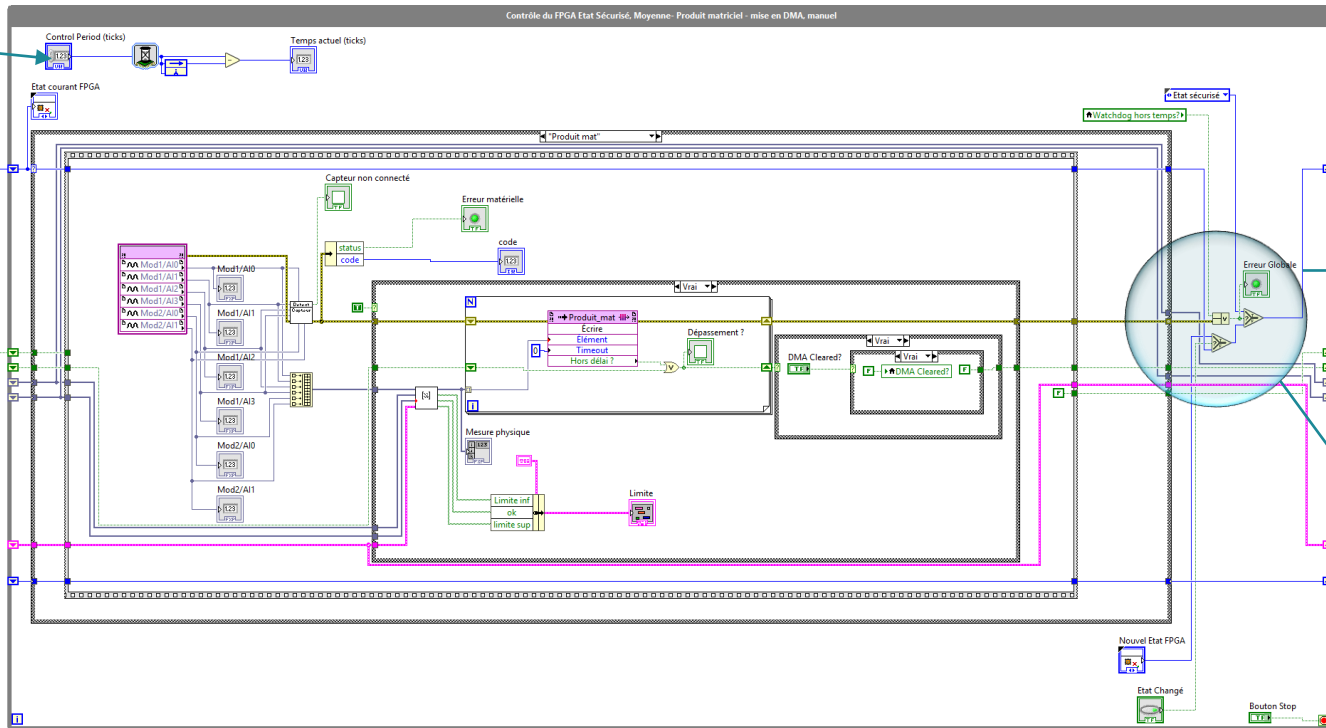 Contrôle du FPGA Etat Sécurisé, Moyenne- Produit matriciel - mise en DMA, manuel
Control Period (ticks)
Temps actuel (ticks)
Etat courant FPGA
Etat sécurisé
Watchdog hors temps?
"Produit mat"
Capteur non connecté
Erreur matérielle
status
code
code
Mod1/AI0
Mod1/AI1
Mod1/AI2
Mod1/AI3
Mod2/AI0
Mod2/AI1
Mod1/AI0
Mod1/AI1
Mod1/AI2
Mod1/AI3
Mod2/AI0
Mod2/AI1
Detect
Capteur
Vrai
N
Produit_mat
Écrire
Elément
Timeout
Hors délai ?
0
Dépassement ?
i
DMA Cleared?
Vrai
Vrai
F
DMA Cleared?
F
F
Erreur Globale
Mesure physique
Limite inf
ok
limite sup
Limite
Nouvel Etat FPGA
Etat Changé
Bouton Stop
i